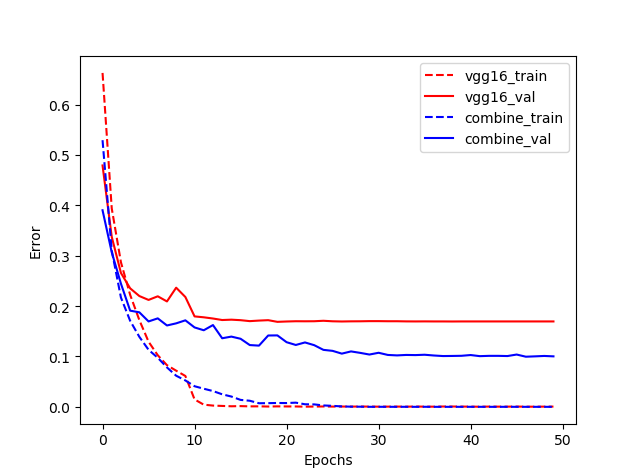 vgg16_train
vgg16_val
combine_train
combine_val
Error
0.6
0.5
0.4
0.3
0.2
0.1
0.0
0 10 20 30 40 50
Epochs